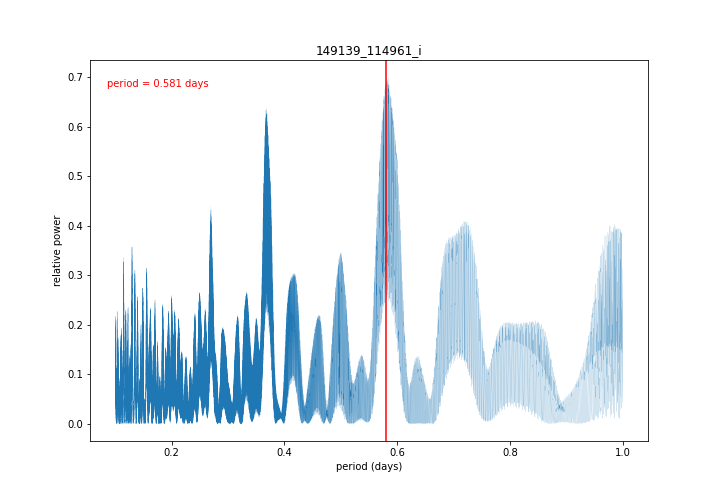 149139_114961_i
period = 0.581 days
relative power
0.7
0.6
0.5
0.4
0.3
0.2
0.1
0.0
0.2 0.4 0.6 0.8 1.0
period (days)